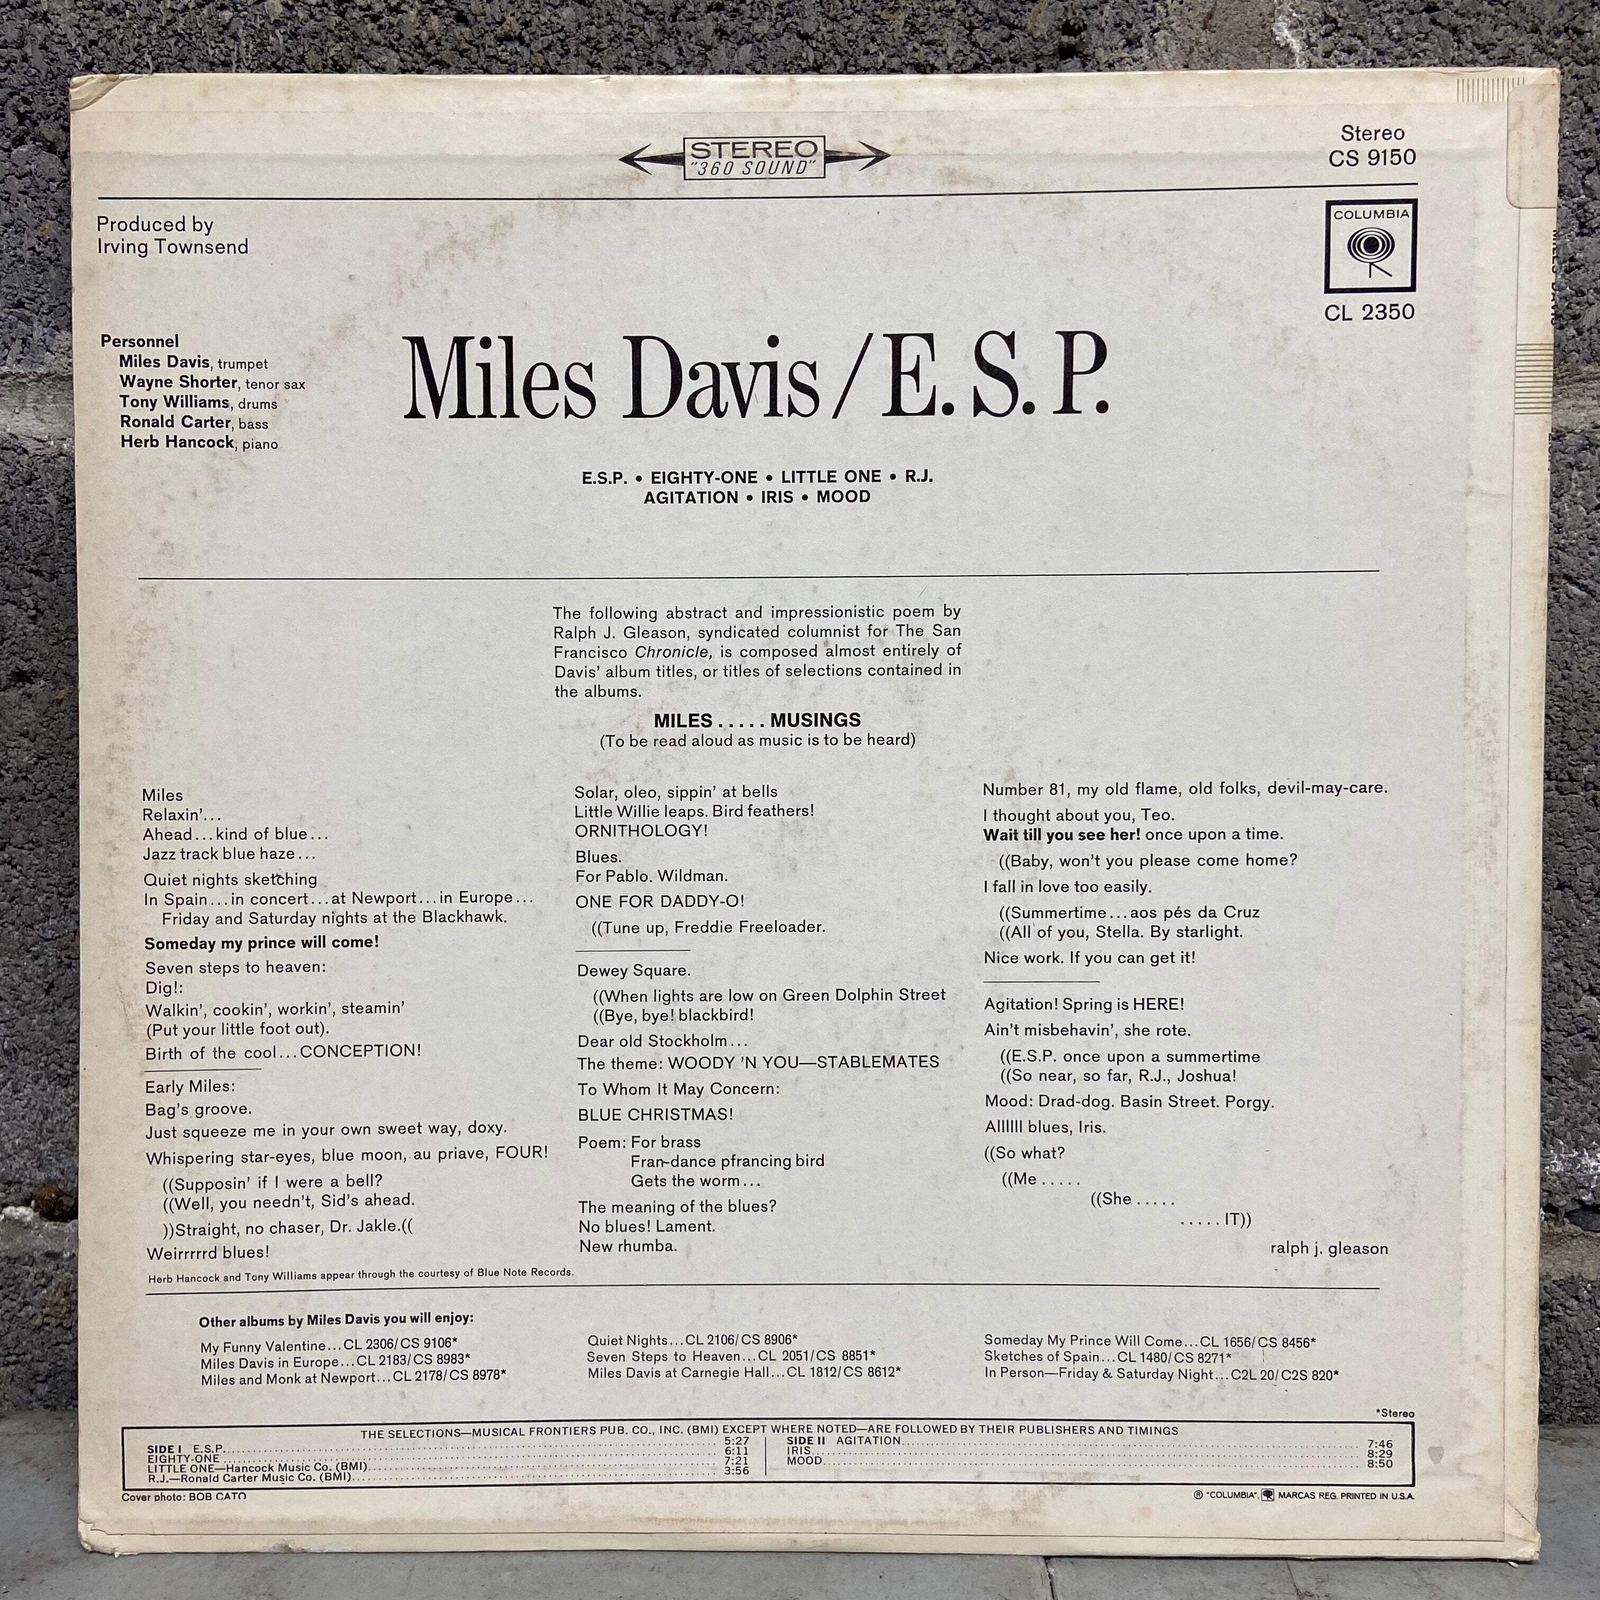 STEREO
"360 SOUND"
Stereo
CS 9150
Produced by
Irving Townsend
COLUMBIA
CL 2350
Personnel
Miles Davis, trumpet
Wayne Shorter, tenor sax
Tony Williams, drums
Ronald Carter, bass
Herb Hancock, piano
Miles Davis/E.S.P.
E.S.P. • EIGHTY-ONE • LITTLE ONE • R.J.
AGITATION • IRIS • MOOD
The following abstract and impressionistic poem by
Ralph J. Gleason, syndicated columnist for The San
Francisco Chronicle, is composed almost entirely of
Davis' album titles, or titles of selections contained in
the albums.
MILES . . . . . MUSINGS
(To be read aloud as music is to be heard)
Miles
Relaxin'...
Ahead...kind of blue...
Jazz track blue haze...
Quiet nights sketching
In Spain...in concert...at Newport...in Europe...
Friday and Saturday nights at the Blackhawk.
Someday my prince will come!
Seven steps to heaven:
Dig!:
Walkin', cookin', workin', steamin'
(Put your little foot out).
Birth of the cool...CONCEPTION!
Early Miles:
Bag's groove.
Just squeeze me in your own sweet way, doxy.
Whispering star-eyes, blue moon, au priave, FOUR!
((Supposin' if I were a bell?
((Well, you needn't, Sid's ahead.
))Straight, no chaser, Dr. Jakle.((
Weirrrrrd blues!
Solar, oleo, sippin' at bells
Little Willie leaps. Bird feathers!
ORNITHOLOGY!
Blues.
For Pablo. Wildman.
ONE FOR DADDY-O!
((Tune up, Freddie Freeloader.
Dewey Square.
((When lights are low on Green Dolphin Street
((Bye, bye! blackbird!
Dear old Stockholm...
The theme: WOODY 'N YOU—STABLEMATES
To Whom It May Concern:
BLUE CHRISTMAS!
Poem: For brass
Fran-dance pfrancing bird
Gets the worm...
The meaning of the blues?
No blues! Lament.
New rhumba.
Number 81, my old flame, old folks, devil-may-care.
I thought about you, Teo.
Wait till you see her! once upon a time.
((Baby, won't you please come home?
I fall in love too easily.
((Summertime...aos pés da Cruz
((All of you, Stella. By starlight.
Nice work. If you can get it!
Agitation! Spring is HERE!
Ain't misbehavin', she rote.
((E.S.P. once upon a summertime
((So near, so far, R.J., Joshua!
Mood: Drad-dog. Basin Street. Porgy.
Allllll blues, Iris.
((So what?
((Me . . . . .
((She . . . . .
. . . . . IT))
ralph j. gleason
Herb Hancock and Tony Williams appear through the courtesy of Blue Note Records.
Other albums by Miles Davis you will enjoy:
My Funny Valentine...CL 2306/CS 9106*
Miles Davis in Europe...CL 2183/CS 8983*
Miles and Monk at Newport...CL 2178/CS 8978*
Quiet Nights...CL 2106/CS 8906*
Seven Steps to Heaven...CL 2051/CS 8851*
Miles Davis at Carnegie Hall...CL 1812/CS 8612*
Someday My Prince Will Come...CL 1656/CS 8456*
Sketches of Spain...CL 1480/CS 8271*
In Person—Friday & Saturday Night...C2L 20/C2S 820*
*Stereo
THE SELECTIONS—MUSICAL FRONTIERS PUB. CO., INC. (BMI) EXCEPT WHERE NOTED—ARE FOLLOWED BY THEIR PUBLISHERS AND TIMINGS
SIDE I E.S.P. 5:27
EIGHTY-ONE 6:11
LITTLE ONE—Hancock Music Co. (BMI) 7:21
R.J.—Ronald Carter Music Co. (BMI) 3:56
SIDE II AGITATION 7:46
IRIS 8:29
MOOD 8:50
Cover photo: BOB CATO
® "COLUMBIA", MARCAS REG. PRINTED IN U.S.A.